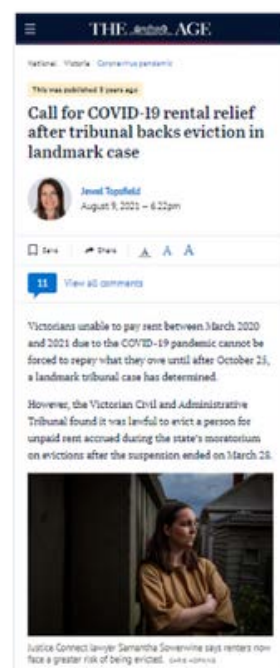 THE AGE
National Victoria Coronavirus pandemic
This was published 3 years ago
Call for COVID-19 rental relief
after tribunal backs eviction in
landmark case
Jewel Topsfield
August 9, 2021 — 6.22pm
Save Share A A A
11 View all comments
Victorians unable to pay rent between March 2020
and 2021 due to the COVID-19 pandemic cannot be
forced to repay what they owe until after October 25,
a landmark tribunal case has determined.
However, the Victorian Civil and Administrative
Tribunal found it was lawful to evict a person for
unpaid rent accrued during the state's moratorium
on evictions after the suspension ended on March 28.
Justice Connect lawyer Samantha Sowerwine says renters now
face a greater risk of being evicted. CHRIS HOPKINS